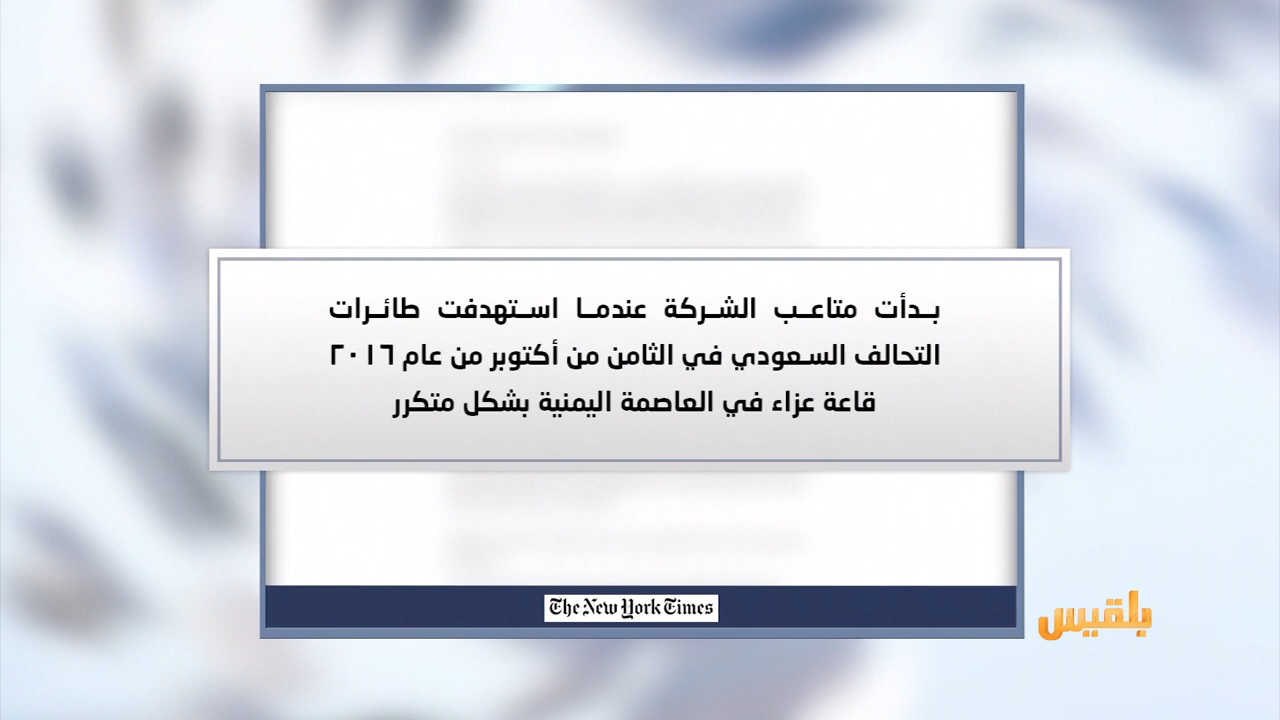 بدأت متاعب الشركة عندما استهدفت طائرات
التحالف السعودي في الثامن من أكتوبر من عام ٢٠١٦
قاعة عزاء في العاصمة اليمنية بشكل متكرر
The New York Times
بلقيس